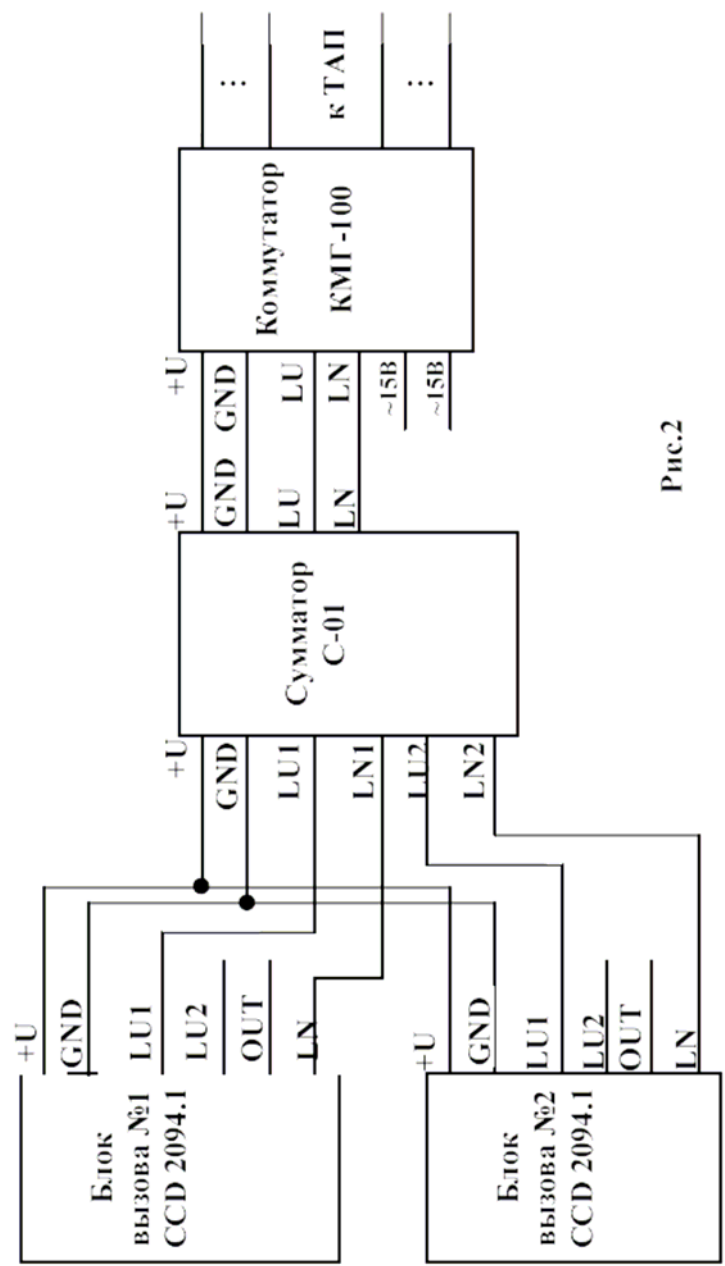 Блок
вызова №1
CCD 2094.1
+U
GND
LU1
LU2
OUT
LN
Блок
вызова №2
CCD 2094.1
+U
GND
LU1
LU2
OUT
LN
+U
GND
LU1
LN1
LU2
LN2
Сумматор
С-01
+U
GND
LU
LN
+U
GND
LU
LN
~15В
~15В
Коммутатор
КМГ-100
...
к ТАП
...
Рис.2